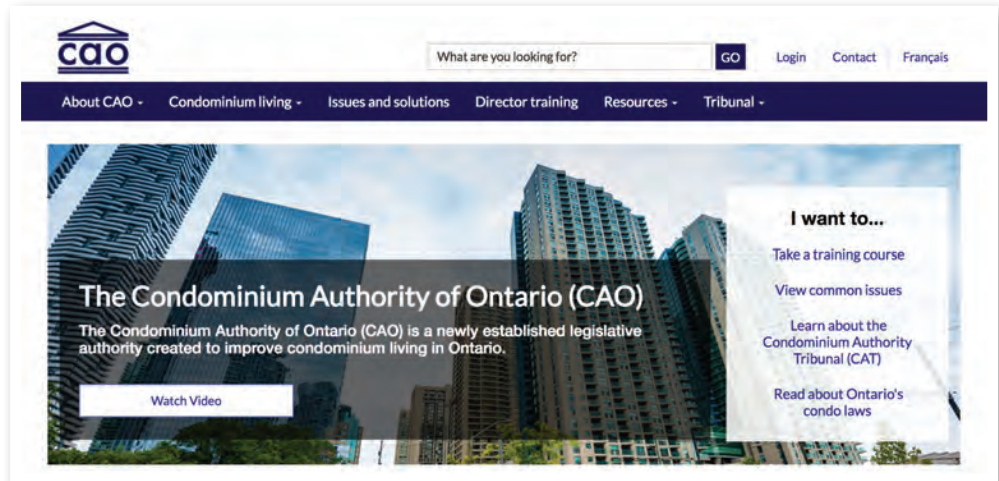 cao
What are you looking for?
GO
Login
Contact
Français
About CAO
Condominium living
Issues and solutions
Director training
Resources
Tribunal
The Condominium Authority of Ontario (CAO)
The Condominium Authority of Ontario (CAO) is a newly established legislative
authority created to improve condominium living in Ontario.
Watch Video
I want to...
Take a training course
View common issues
Learn about the
Condominium Authority
Tribunal (CAT)
Read about Ontario's
condo laws